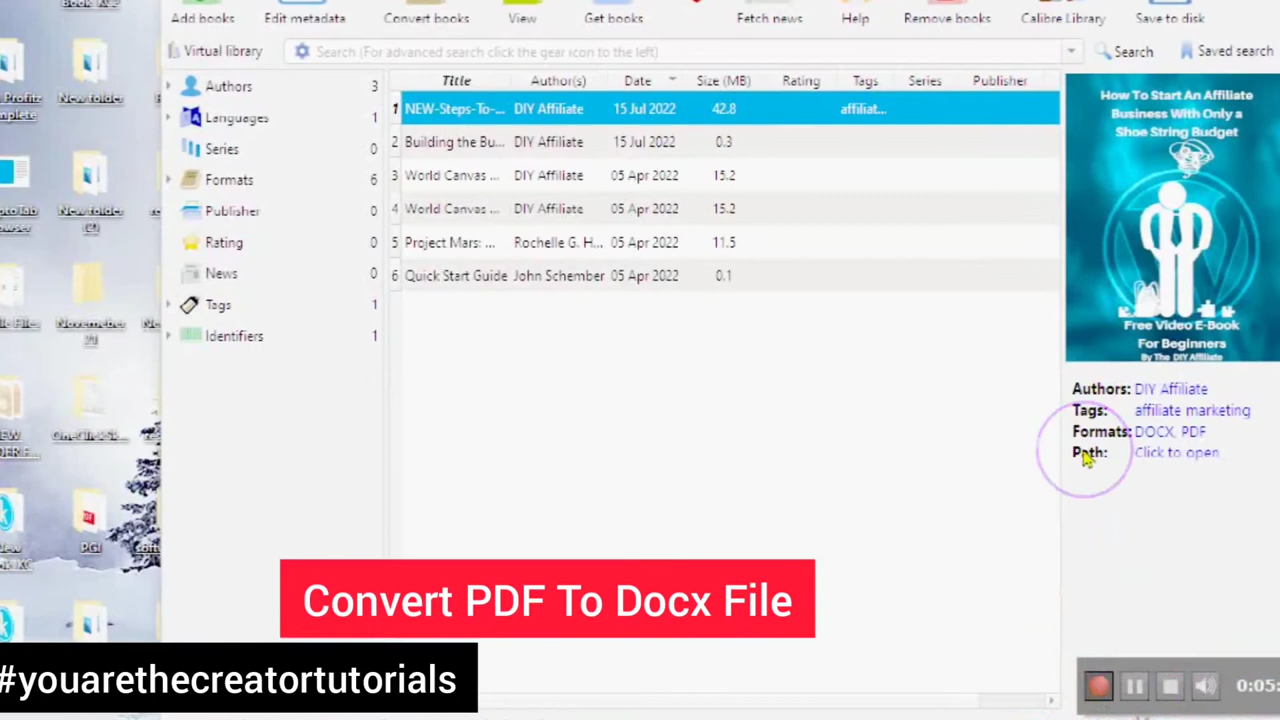 Add books Edit metadata Convert books View Get books Fetch news Help Remove books Calibre Library Save to disk
Virtual library Search (For advanced search click the gear icon to the left) Search Saved search
Title Author(s) Date Size (MB) Rating Tags Series Publisher
1 NEW-Steps-To-... DIY Affiliate 15 Jul 2022 42.8 affiliat...
2 Building the Bu... DIY Affiliate 15 Jul 2022 0.3
3 World Canvas ... DIY Affiliate 05 Apr 2022 15.2
4 World Canvas ... DIY Affiliate 05 Apr 2022 15.2
5 Project Mars: ... Rochelle G. H... 05 Apr 2022 11.5
6 Quick Start Guide John Schember 05 Apr 2022 0.1
Authors 3
Languages 1
Series 0
Formats 6
Publisher 0
Rating 0
News 0
Tags 1
Identifiers 1
How To Start An Affiliate
Business With Only a
Shoe String Budget
Free Video E-Book
For Beginners
By The DIY Affiliate
Authors: DIY Affiliate
Tags: affiliate marketing
Formats: DOCX, PDF
Path: Click to open
New folder
New folder
(2)
PGI
Convert PDF To Docx File
#youarethecreatortutorials
0:05: